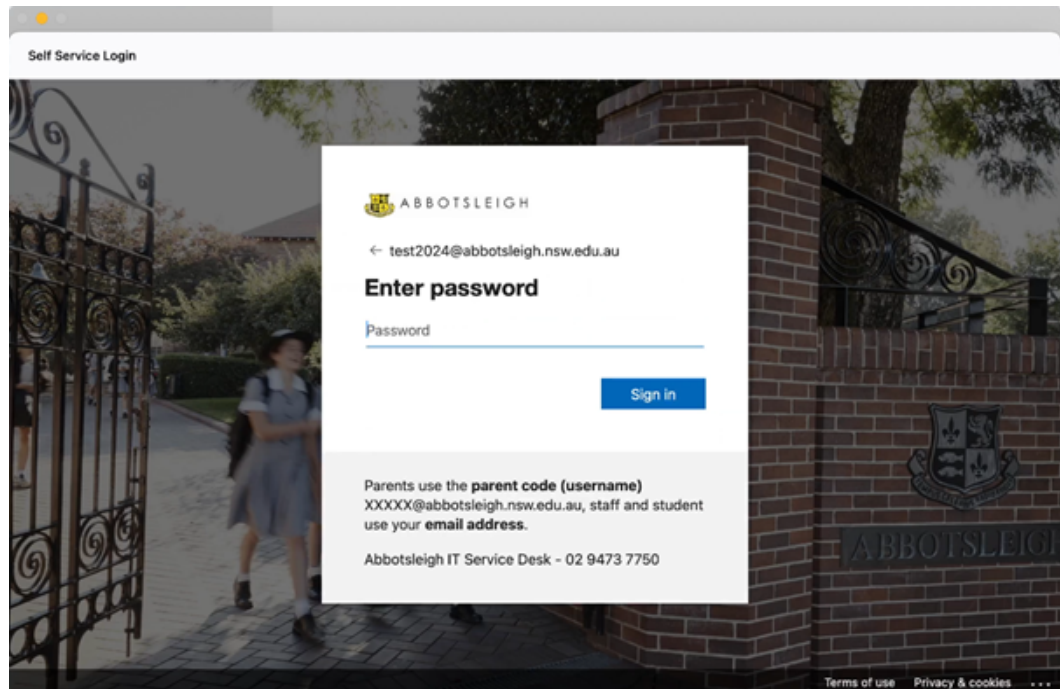 Self Service Login
ABBOTSLEIGH
← test2024@abbotsleigh.nsw.edu.au
Enter password
Password
Sign in
Parents use the parent code (username)
XXXXX@abbotsleigh.nsw.edu.au, staff and student
use your email address.
Abbotsleigh IT Service Desk - 02 9473 7750
ABBOTSLEIGH
Terms of use Privacy & cookies ...